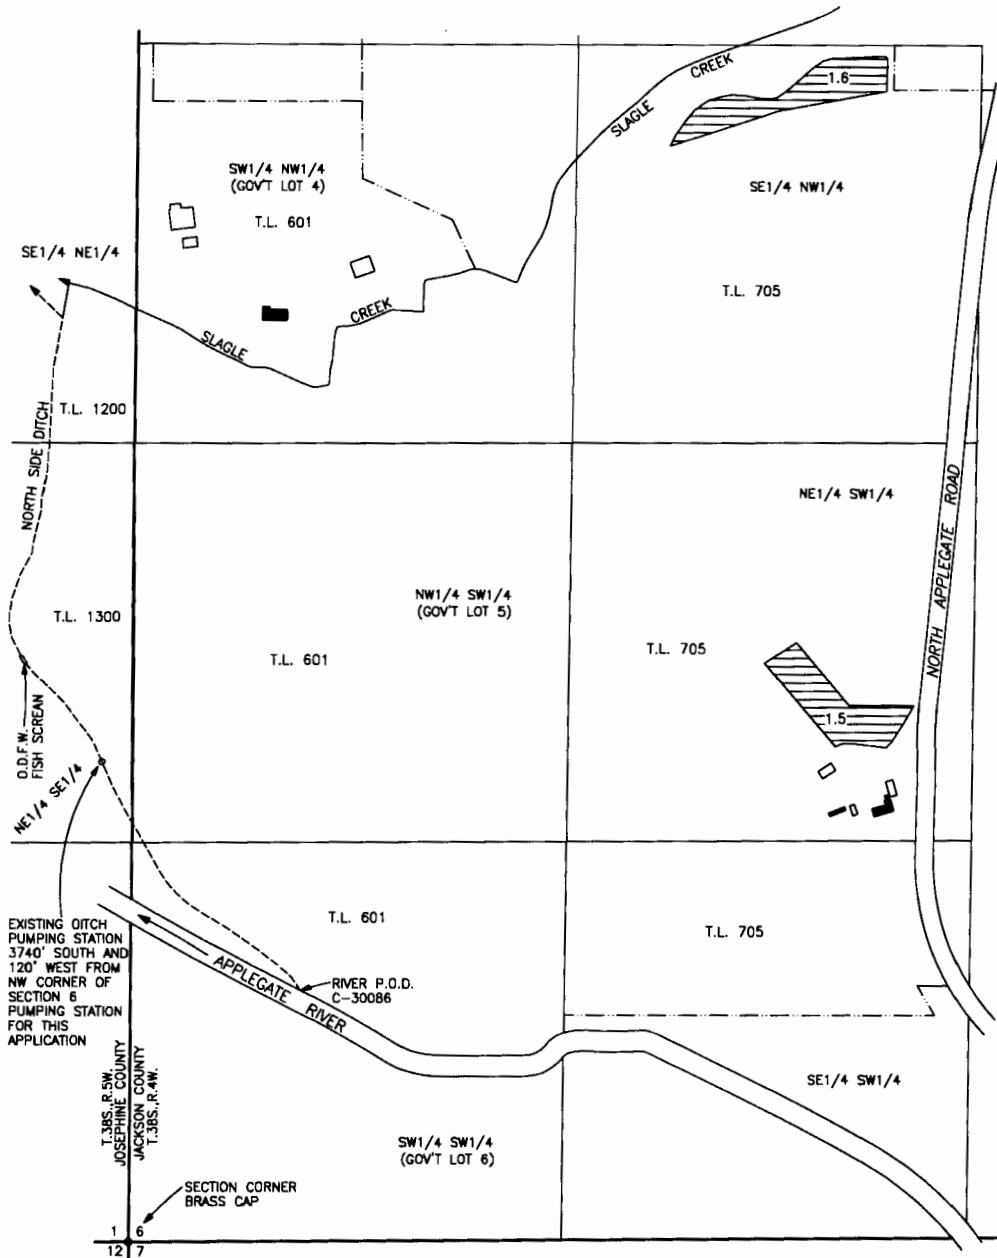 CREEK
SLAGLE
1.6
SW1/4 NW1/4
(GOV'T LOT 4)
T.L. 601
SE1/4 NW1/4
SE1/4 NE1/4
T.L. 705
CREEK
SLAGLE
T.L. 1200
NORTH SIDE DITCH
NE1/4 SW1/4
NORTH APPLEGATE ROAD
NW1/4 SW1/4
(GOV'T LOT 5)
T.L. 1300
T.L. 601
T.L. 705
1.5
O.D.F.W.
FISH SCREAN
NE1/4 SE1/4
EXISTING DITCH
PUMPING STATION
3740' SOUTH AND
120' WEST FROM
NW CORNER OF
SECTION 6
PUMPING STATION
FOR THIS
APPLICATION
T.L. 601
T.L. 705
APPLEGATE RIVER
RIVER P.O.D.
C-30086
T.38S.,R.5W.
JOSEPHINE COUNTY
JACKSON COUNTY
T.38S.,R.4W.
SE1/4 SW1/4
SW1/4 SW1/4
(GOV'T LOT 6)
SECTION CORNER
BRASS CAP
1 6
12 7